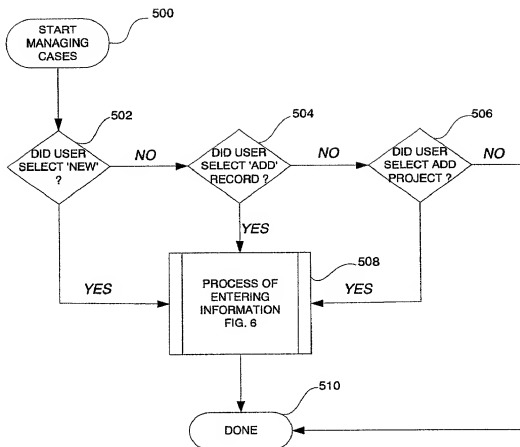 START
MANAGING
CASES
500
502
DID USER
SELECT 'NEW'
?
NO
504
DID USER
SELECT 'ADD'
RECORD ?
NO
506
DID USER
SELECT ADD
PROJECT ?
NO
YES
YES
YES
508
PROCESS OF
ENTERING
INFORMATION
FIG. 6
510
DONE